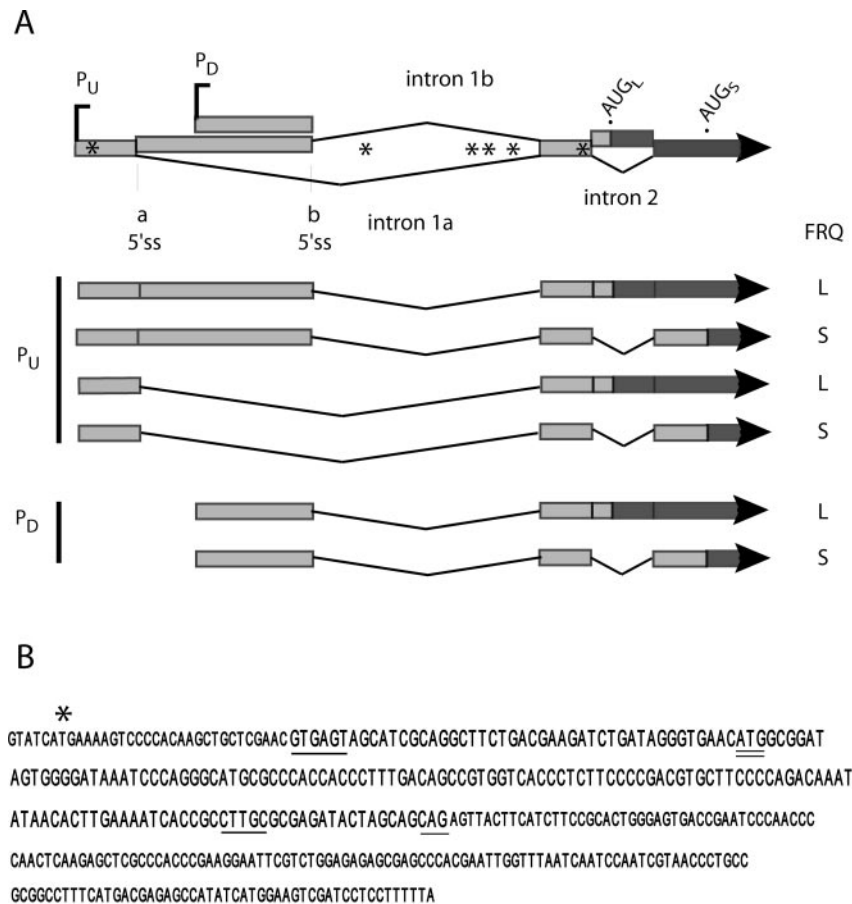 A
P_U
P_D
intron 1b
AUG_L
AUG_S
* * * * * *
a
5'ss
b
5'ss
intron 1a
intron 2
FRQ
L
S
P_U
L
S
P_D
L
S
B
*
GTATCATGAAAAGTCCCCACAAGCTGCTCGAACGTGAGTAGCATCGCAGGCTTCTGACGAAGATCTGATAGGGTGAACATGGCGGAT
AGTGGGGATAAATCCCAGGGCATGCGCCCACCACCCTTTGACAGCCGTGGTCACCCTCTTCCCCGACGTGCTTCCCCAGACAAAT
ATAACACTTGAAAATCACCGCCTTGCGCGAGATACTAGCAGCAGAGTTACTTCATCTTCCGCACTGGGAGTGACCGAATCCCAACCC
CAACTCAAGAGCTCGCCCACCCGAAGGAATTCGTCTGGAGAGAGCGAGCCCACGAATTGGTTTAATCAATCCAATCGTAACCCTGCC
GCGGCCTTTCATGACGAGAGCCATATCATGGAAGTCGATCCTCCTTTTTA